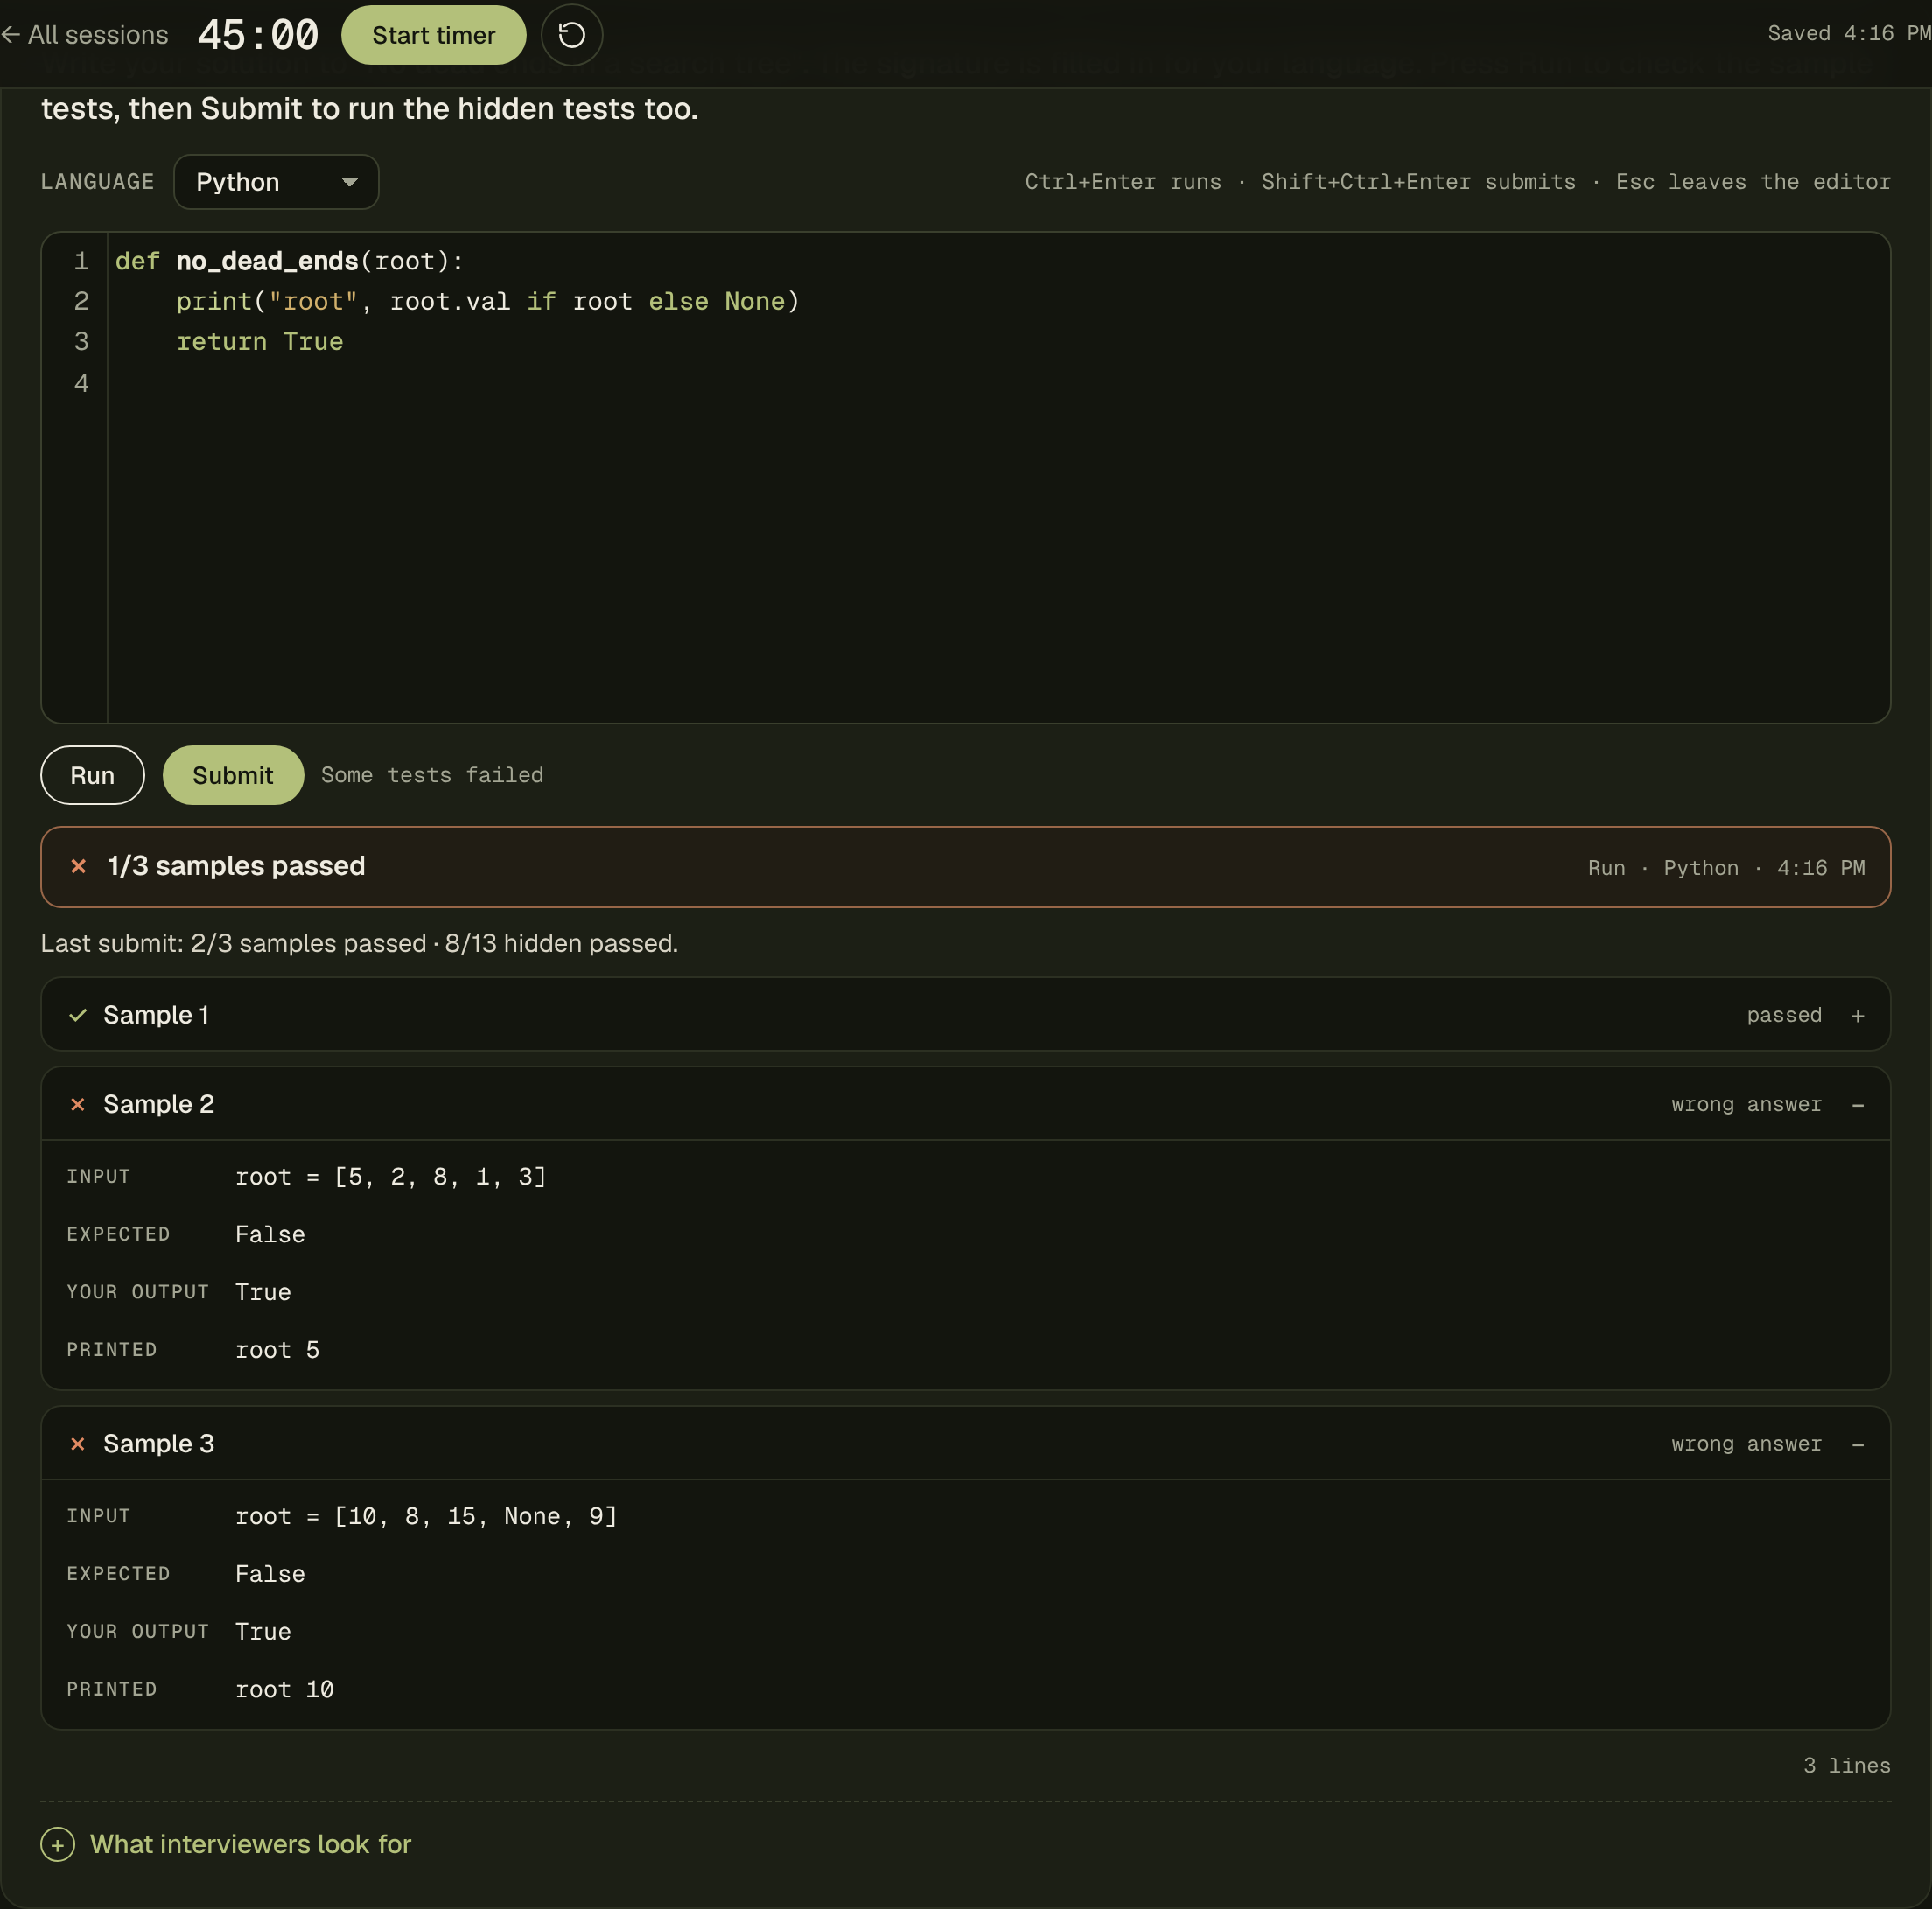 ← All sessions 45:00 Start timer Saved 4:16 PM
tests, then Submit to run the hidden tests too.
LANGUAGE Python Ctrl+Enter runs · Shift+Ctrl+Enter submits · Esc leaves the editor
1 def no_dead_ends(root):
2     print("root", root.val if root else None)
3     return True
4
Run Submit Some tests failed
× 1/3 samples passed Run · Python · 4:16 PM
Last submit: 2/3 samples passed · 8/13 hidden passed.
✓ Sample 1 passed +
× Sample 2 wrong answer −
INPUT root = [5, 2, 8, 1, 3]
EXPECTED False
YOUR OUTPUT True
PRINTED root 5
× Sample 3 wrong answer −
INPUT root = [10, 8, 15, None, 9]
EXPECTED False
YOUR OUTPUT True
PRINTED root 10
3 lines
+ What interviewers look for